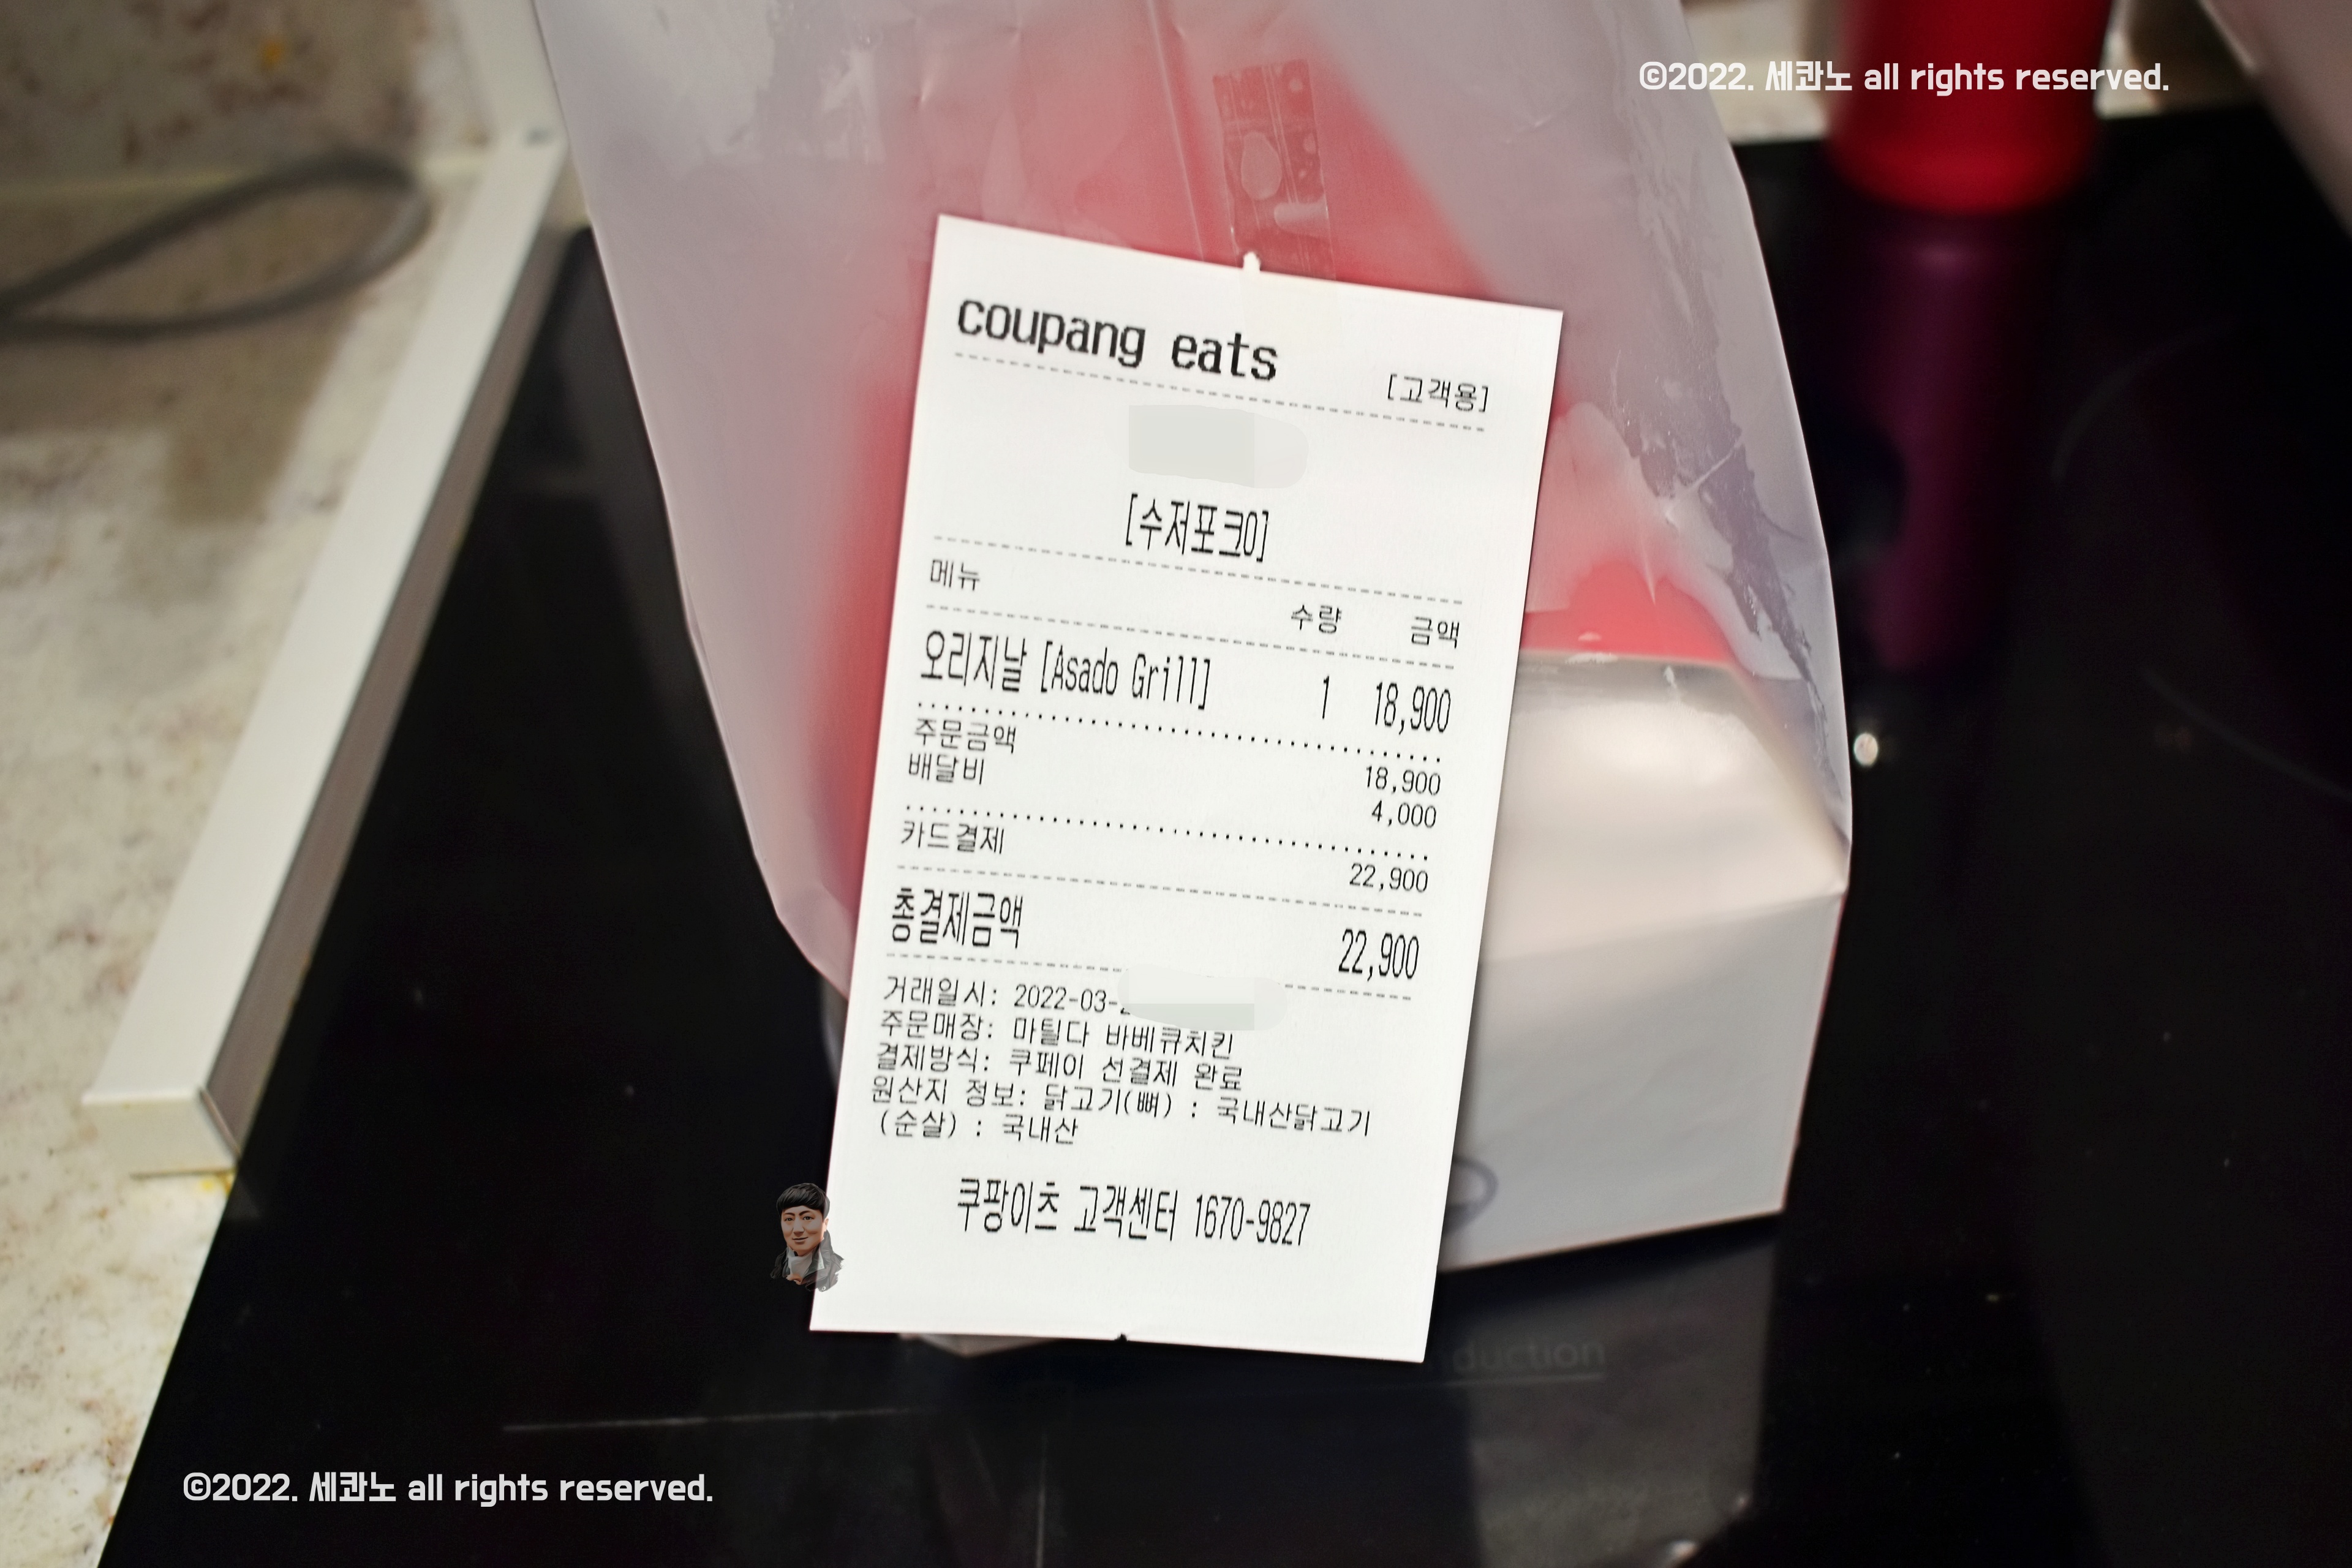 ©2022. 세콴노 all rights reserved.
coupang eats
[고객용]
[수저포크0]
메뉴 수량 금액
오리지날 [Asado Grill] 1 18,900
주문금액 18,900
배달비 4,000
카드결제 22,900
총결제금액 22,900
거래일시: 2022-03-
주문매장: 마틸다 바베큐치킨
결제방식: 쿠페이 선결제 완료
원산지 정보: 닭고기(뼈) : 국내산닭고기
(순살) : 국내산
쿠팡이츠 고객센터 1670-9827
duction
©2022. 세콴노 all rights reserved.